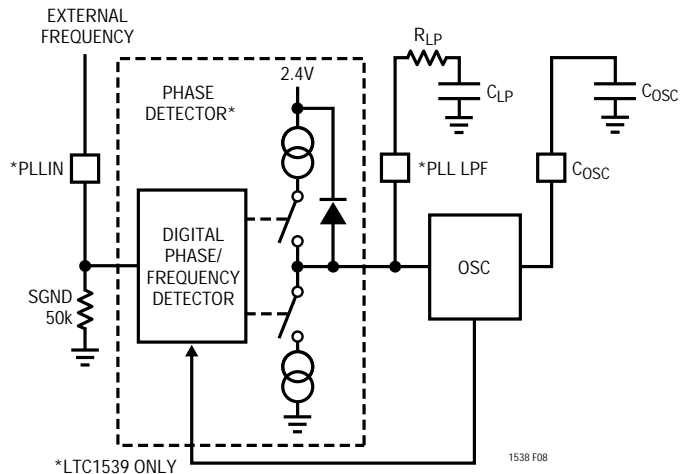 EXTERNAL
FREQUENCY
*PLLIN
SGND
50k
PHASE
DETECTOR*
2.4V
DIGITAL
PHASE/
FREQUENCY
DETECTOR
RLP
CLP
*PLL LPF
COSC
COSC
OSC
*LTC1539 ONLY
1538 F08